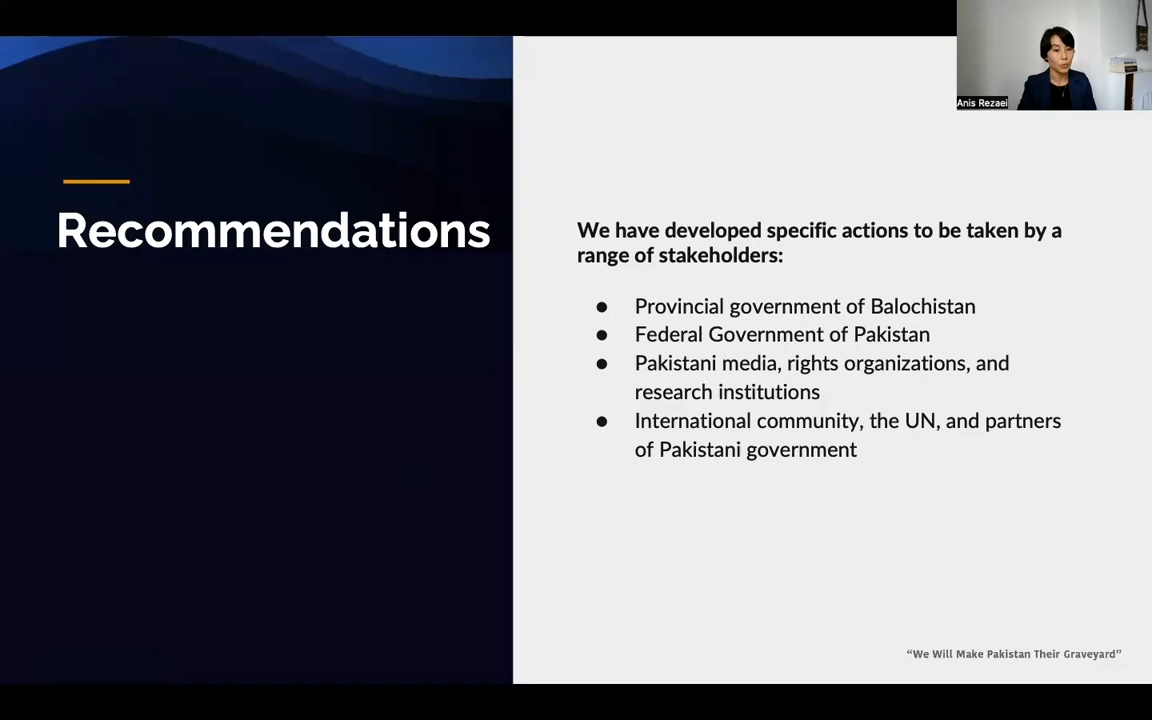 Anis Rezaei
Recommendations
We have developed specific actions to be taken by a
range of stakeholders:
● Provincial government of Balochistan
● Federal Government of Pakistan
● Pakistani media, rights organizations, and
research institutions
● International community, the UN, and partners
of Pakistani government
“We Will Make Pakistan Their Graveyard”